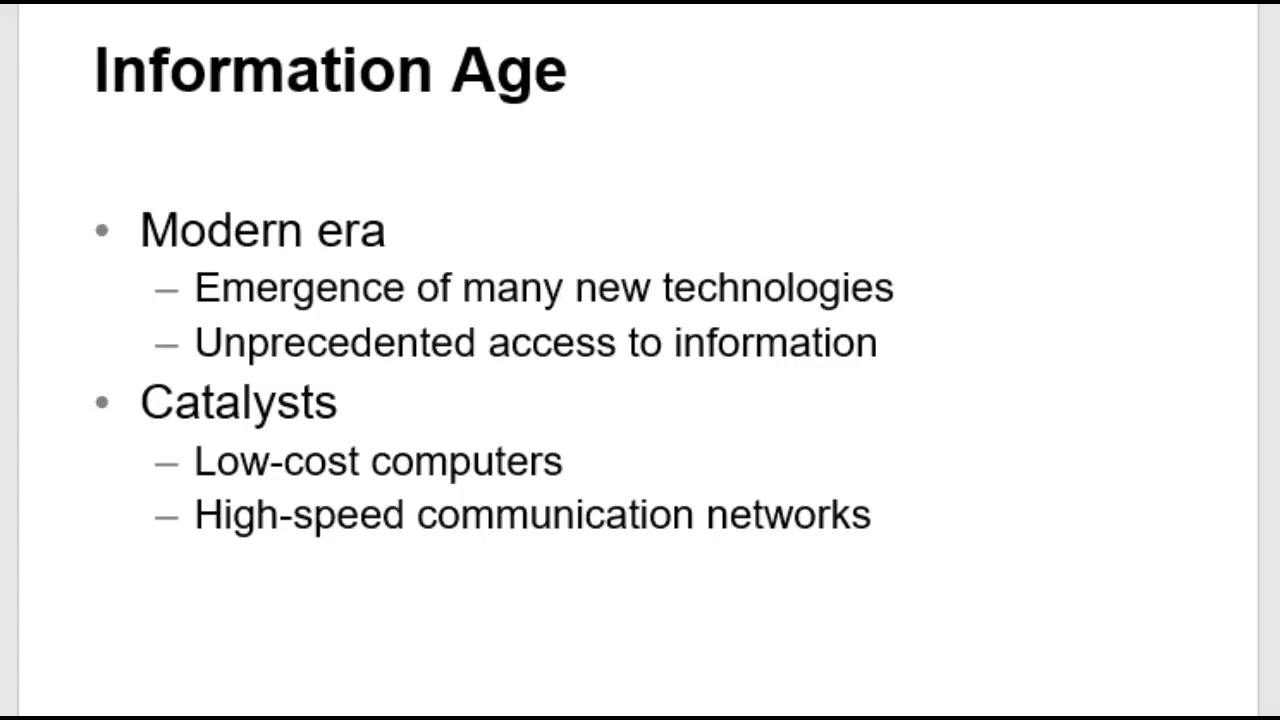 Information Age
• Modern era
– Emergence of many new technologies
– Unprecedented access to information
• Catalysts
– Low-cost computers
– High-speed communication networks